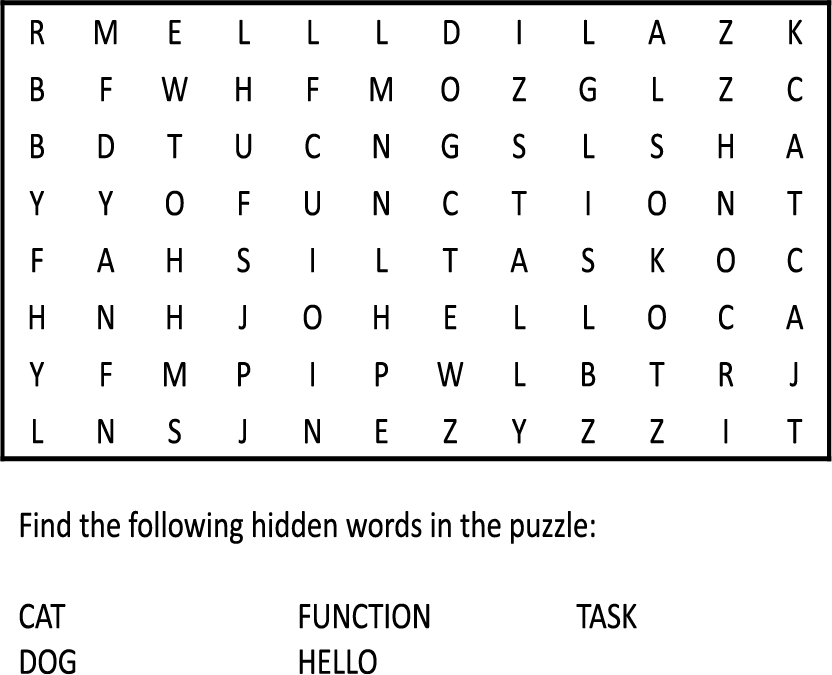 R M E L L L D I L A Z K
B F W H F M O Z G L Z C
B D T U C N G S L S H A
Y Y O F U N C T I O N T
F A H S I L T A S K O C
H N H J O H E L L O C A
Y F M P I P W L B T R J
L N S J N E Z Y Z Z I T
Find the following hidden words in the puzzle:
CAT FUNCTION TASK
DOG HELLO